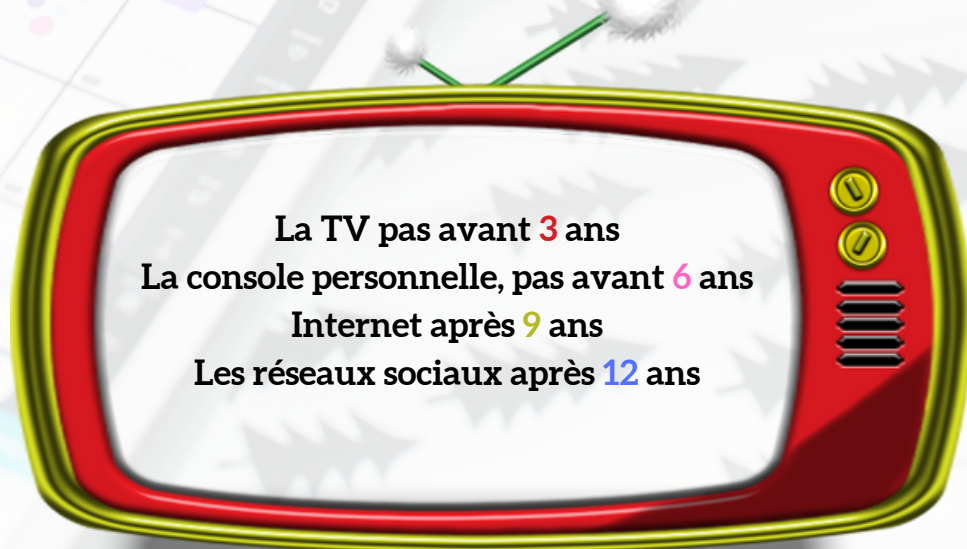 La TV pas avant 3 ans
La console personnelle, pas avant 6 ans
Internet après 9 ans
Les réseaux sociaux après 12 ans